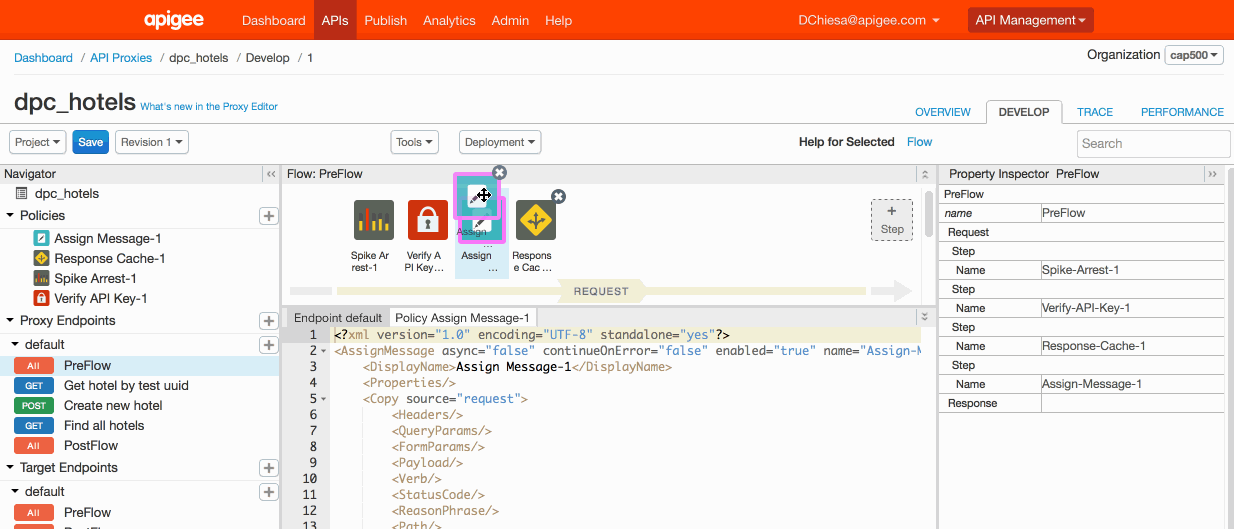 apigee Dashboard APIs Publish Analytics Admin Help DChiesa@apigee.com API Management
Dashboard / API Proxies / dpc_hotels / Develop / 1 Organization cap500
dpc_hotels What's new in the Proxy Editor OVERVIEW DEVELOP TRACE PERFORMANCE
Project Save Revision 1 Tools Deployment Help for Selected Flow Search
Navigator
dpc_hotels
Policies
Assign Message-1
Response Cache-1
Spike Arrest-1
Verify API Key-1
Proxy Endpoints
default
All PreFlow
GET Get hotel by test uuid
POST Create new hotel
GET Find all hotels
All PostFlow
Target Endpoints
default
All PreFlow
Flow: PreFlow
Assign
...
+
Step
Spike Ar
rest-1
Verify A
PI Key...
Assign
...
Respons
e Cac ...
REQUEST
Endpoint default Policy Assign Message-1
1 <?xml version="1.0" encoding="UTF-8" standalone="yes"?>
2 <AssignMessage async="false" continueOnError="false" enabled="true" name="Assign-M
3 <DisplayName>Assign Message-1</DisplayName>
4 <Properties/>
5 <Copy source="request">
6 <Headers/>
7 <QueryParams/>
8 <FormParams/>
9 <Payload/>
10 <Verb/>
11 <StatusCode/>
12 <ReasonPhrase/>
13 <Path/>
Property Inspector PreFlow
PreFlow
name PreFlow
Request
Step
Name Spike-Arrest-1
Step
Name Verify-API-Key-1
Step
Name Response-Cache-1
Step
Name Assign-Message-1
Response